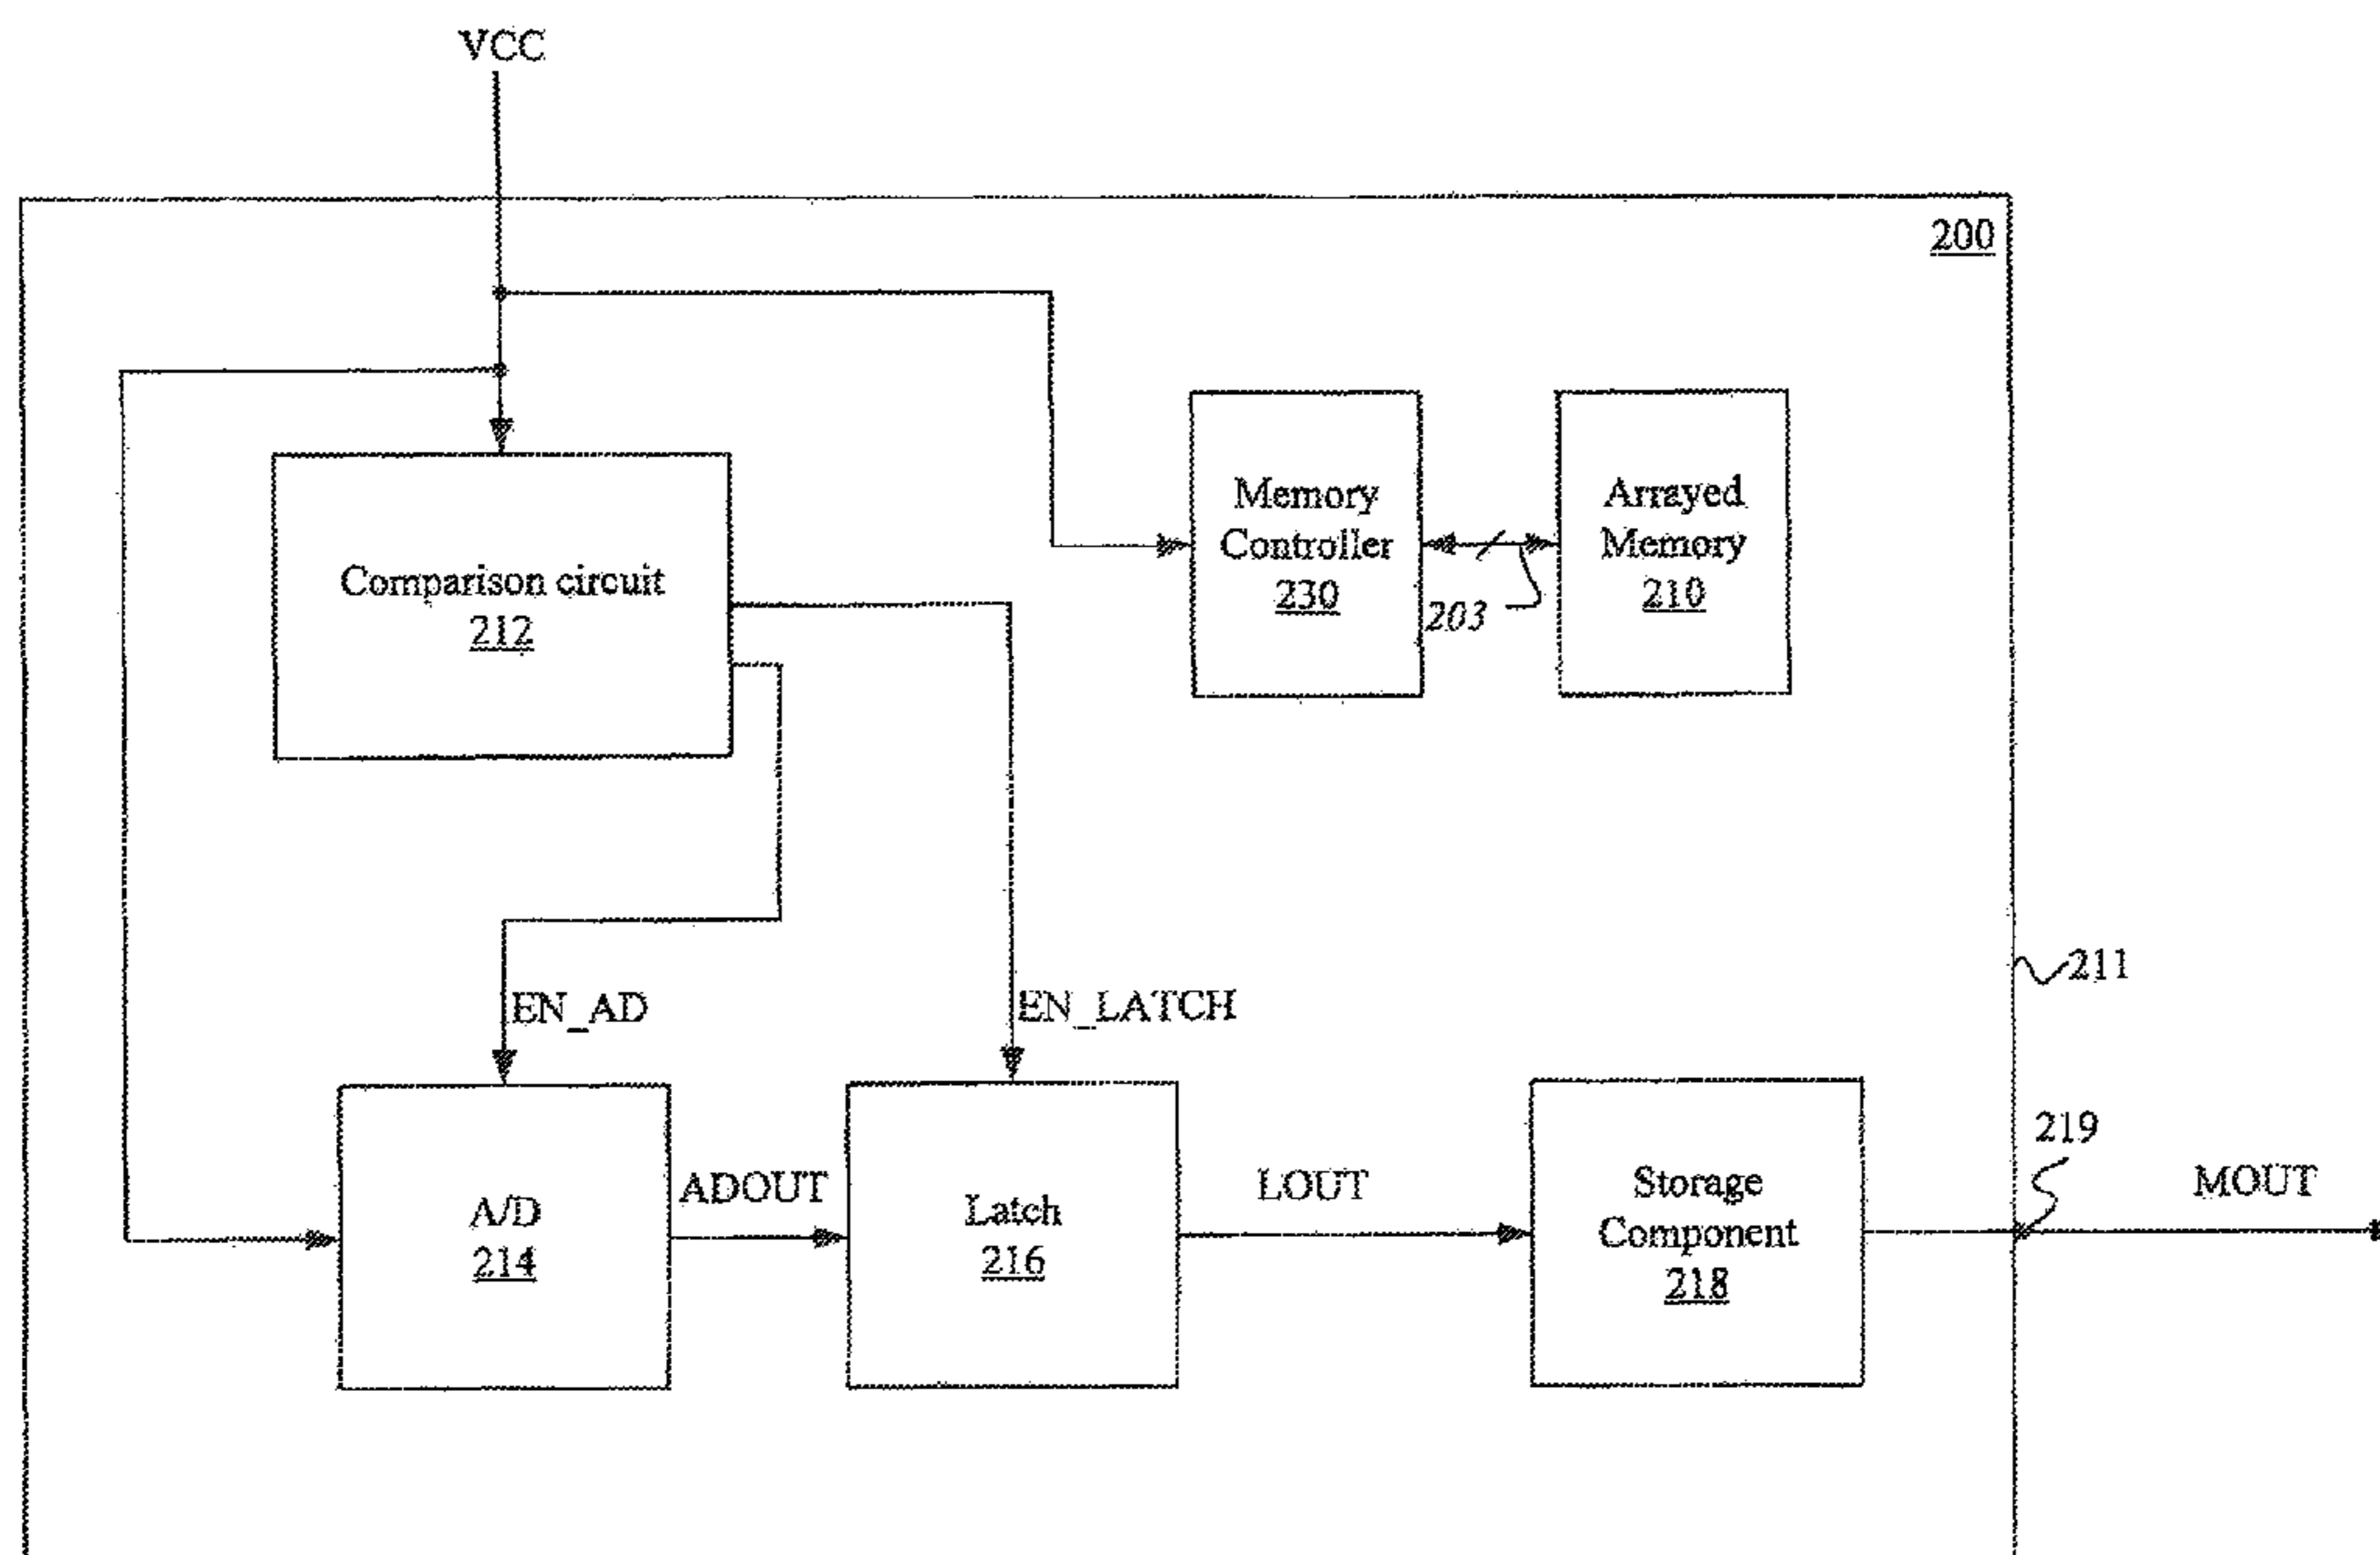 VCC
200
Comparison circuit
212
Memory
Controller
230
203
Arrayed
Memory
210
211
EN_AD
EN_LATCH
A/D
214
ADOUT
Latch
216
LOUT
Storage
Component
218
219
MOUT